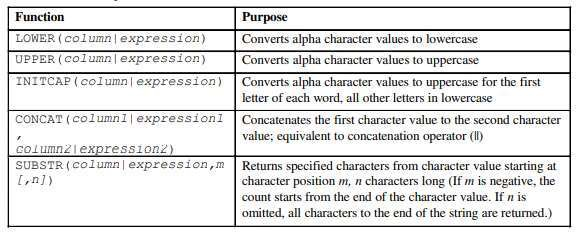 Function Purpose
LOWER(column|expression) Converts alpha character values to lowercase
UPPER(column|expression) Converts alpha character values to uppercase
INITCAP(column|expression) Converts alpha character values to uppercase for the first
letter of each word, all other letters in lowercase
CONCAT(column1|expression1
,
column2|expression2)
Concatenates the first character value to the second character
value; equivalent to concatenation operator (||)
SUBSTR(column|expression,m
[,n])
Returns specified characters from character value starting at
character position m, n characters long (If m is negative, the
count starts from the end of the character value. If n is
omitted, all characters to the end of the string are returned.)